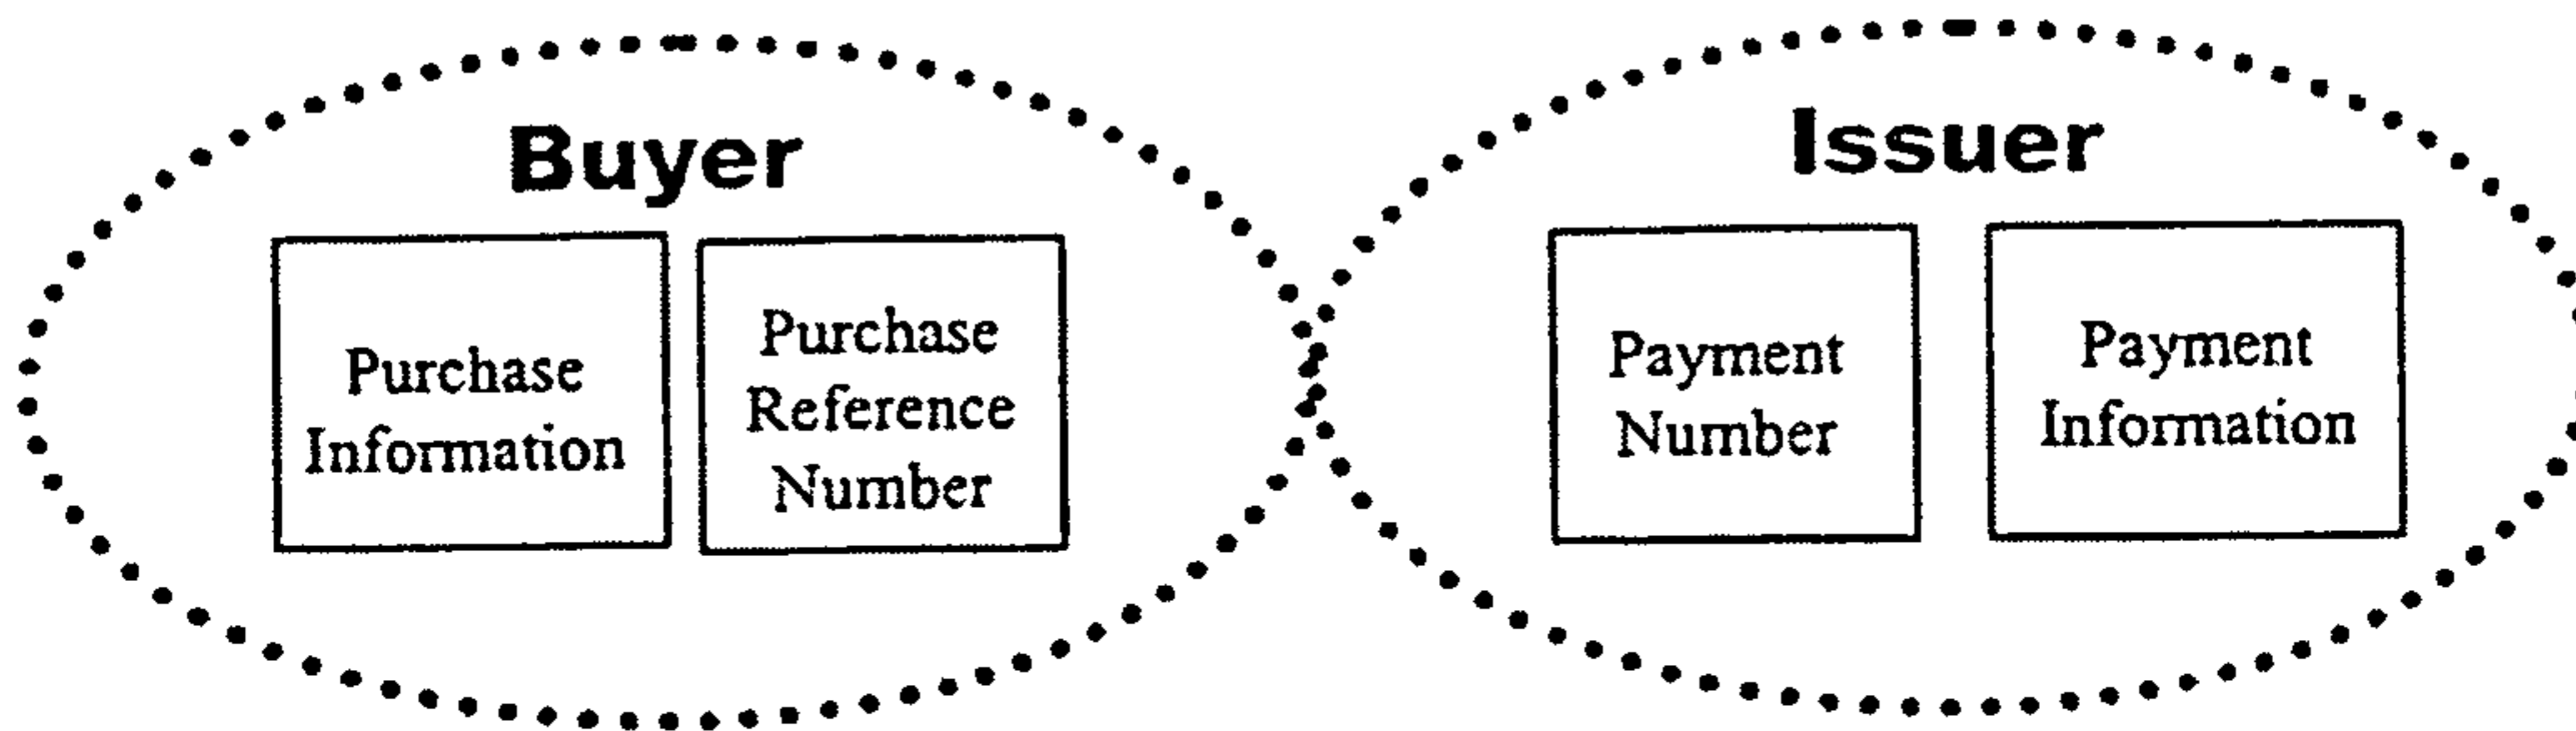 Buyer
Purchase
Information
Purchase
Reference
Number
Issuer
Payment
Number
Payment
Information